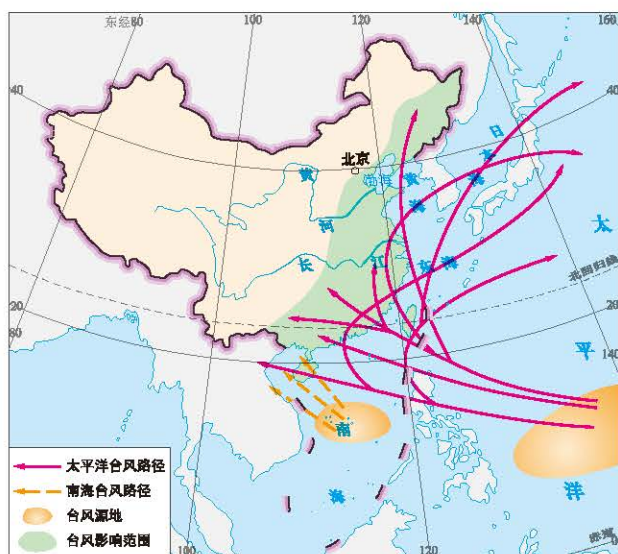 东经80
100
120
140
160
40
40
日
本
海
北京
渤海
黄
海
黄
河
长
江
东
海
太
平
洋
北回归线
20
20
80
140
南
海
100
120
0
赤道
太平洋台风路径
南海台风路径
台风源地
台风影响范围